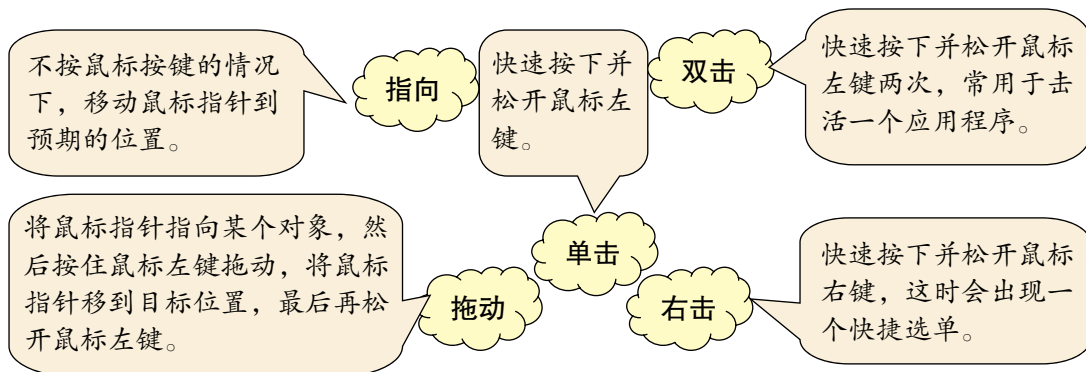 不按鼠标按键的情况
下，移动鼠标指针到
预期的位置。
指向
快速按下并
松开鼠标左
键。
双击
快速按下并松开鼠标
左键两次，常用于击
活一个应用程序。
将鼠标指针指向某个对象，然
后按住鼠标左键拖动，将鼠标
指针移到目标位置，最后再松
开鼠标左键。
拖动
单击
右击
快速按下并松开鼠标
右键，这时会出现一
个快捷选单。